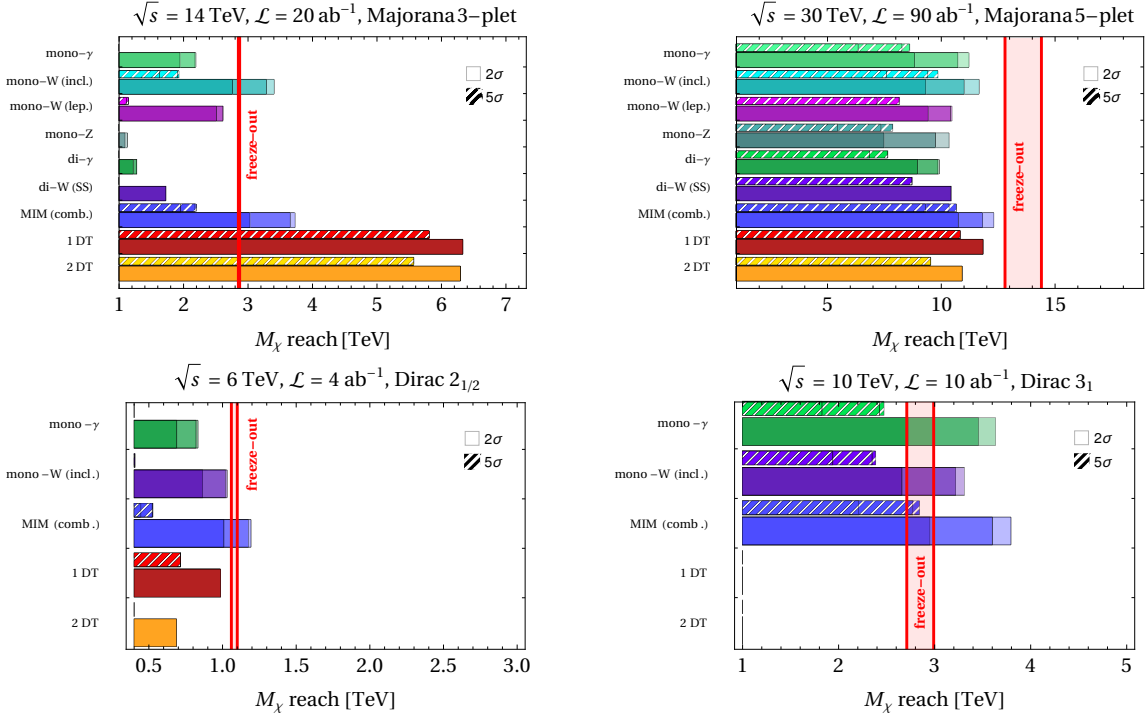 √s = 14 TeV, ℒ = 20 ab⁻¹, Majorana 3-plet
mono-γ
mono-W (incl.)
mono-W (lep.)
mono-Z
di-γ
di-W (SS)
MIM (comb.)
1 DT
2 DT
2σ
5σ
freeze-out
1 2 3 4 5 6 7
Mχ reach [TeV]
√s = 30 TeV, ℒ = 90 ab⁻¹, Majorana 5-plet
mono-γ
mono-W (incl.)
mono-W (lep.)
mono-Z
di-γ
di-W (SS)
MIM (comb.)
1 DT
2 DT
2σ
5σ
freeze-out
5 10 15
Mχ reach [TeV]
√s = 6 TeV, ℒ = 4 ab⁻¹, Dirac 2₁/₂
mono-γ
mono-W (incl.)
MIM (comb.)
1 DT
2 DT
2σ
5σ
freeze-out
0.5 1.0 1.5 2.0 2.5 3.0
Mχ reach [TeV]
√s = 10 TeV, ℒ = 10 ab⁻¹, Dirac 3₁
mono-γ
mono-W (incl.)
MIM (comb.)
1 DT
2 DT
2σ
5σ
freeze-out
1 2 3 4 5
Mχ reach [TeV]